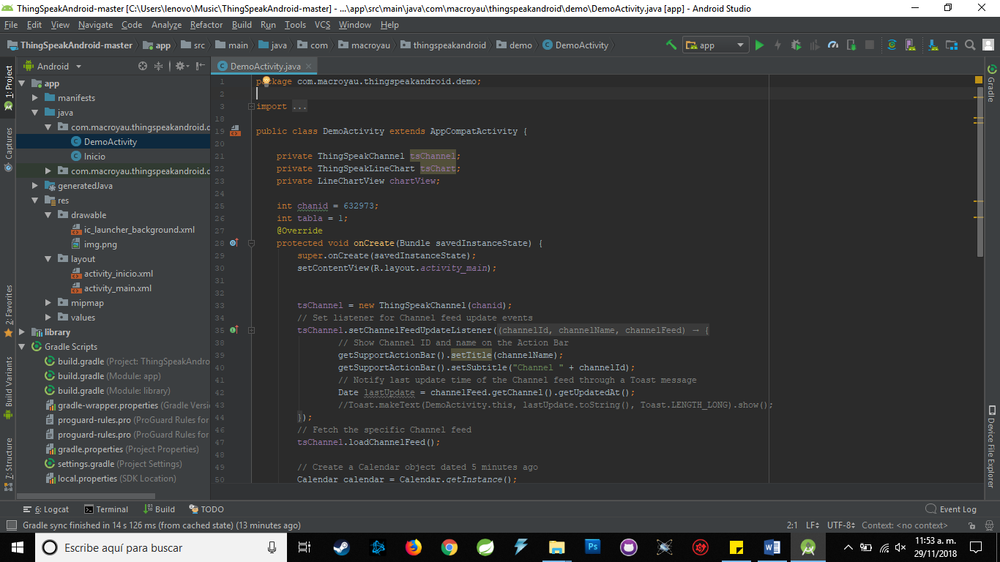 ThingSpeakAndroid-master [C:\Users\lenovo\Music\ThingSpeakAndroid-master] - ...\app\src\main\java\com\macroyau\thingspeakandroid\demo\DemoActivity.java [app] - Android Studio
File Edit View Navigate Code Analyze Refactor Build Run Tools VCS Window Help
ThingSpeakAndroid-master app src main java com macroyau thingspeakandroid demo DemoActivity app
Android
DemoActivity.java
1: Project
Captures
2: Favorites
Build Variants
7: Structure
app
manifests
java
com.macroyau.thingspeakandroid.d
DemoActivity
Inicio
com.macroyau.thingspeakandroid.d
generatedJava
res
drawable
ic_launcher_background.xml
img.png
layout
activity_inicio.xml
activity_main.xml
mipmap
values
library
Gradle Scripts
build.gradle (Project: ThingSpeakAndro
build.gradle (Module: app)
build.gradle (Module: library)
gradle-wrapper.properties (Gradle Versi
proguard-rules.pro (ProGuard Rules for
proguard-rules.pro (ProGuard Rules for
gradle.properties (Project Properties)
settings.gradle (Project Settings)
local.properties (SDK Location)
1 package com.macroyau.thingspeakandroid.demo;
2
3 import ...
18
19 public class DemoActivity extends AppCompatActivity {
20
21 private ThingSpeakChannel tsChannel;
22 private ThingSpeakLineChart tsChart;
23 private LineChartView chartView;
24
25 int chanid = 632973;
26 int tabla = 1;
27 @Override
28 protected void onCreate(Bundle savedInstanceState) {
29 super.onCreate(savedInstanceState);
30 setContentView(R.layout.activity_main);
31
32
33 tsChannel = new ThingSpeakChannel(chanid);
34 // Set listener for Channel feed update events
35 tsChannel.setChannelFeedUpdateListener((channelId, channelName, channelFeed) → {
38 // Show Channel ID and name on the Action Bar
39 getSupportActionBar().setTitle(channelName);
40 getSupportActionBar().setSubtitle("Channel " + channelId);
41 // Notify last update time of the Channel feed through a Toast message
42 Date lastUpdate = channelFeed.getChannel().getUpdatedAt();
43 //Toast.makeText(DemoActivity.this, lastUpdate.toString(), Toast.LENGTH_LONG).show();
44 });
46 // Fetch the specific Channel feed
47 tsChannel.loadChannelFeed();
48
49 // Create a Calendar object dated 5 minutes ago
50 Calendar calendar = Calendar.getInstance();
Gradle
Device File Explorer
6: Logcat Terminal Build TODO Event Log
Gradle sync finished in 14 s 126 ms (from cached state) (13 minutes ago) 2:1 LF UTF-8 Context: <no context>
Escribe aquí para buscar
11:53 a. m.
29/11/2018